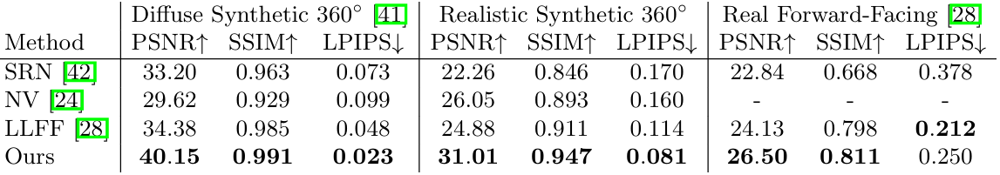 Diffuse Synthetic 360° [41] Realistic Synthetic 360° Real Forward-Facing [28]
Method PSNR↑ SSIM↑ LPIPS↓ PSNR↑ SSIM↑ LPIPS↓ PSNR↑ SSIM↑ LPIPS↓
SRN [42] 33.20 0.963 0.073 22.26 0.846 0.170 22.84 0.668 0.378
NV [24] 29.62 0.929 0.099 26.05 0.893 0.160 - - -
LLFF [28] 34.38 0.985 0.048 24.88 0.911 0.114 24.13 0.798 0.212
Ours 40.15 0.991 0.023 31.01 0.947 0.081 26.50 0.811 0.250